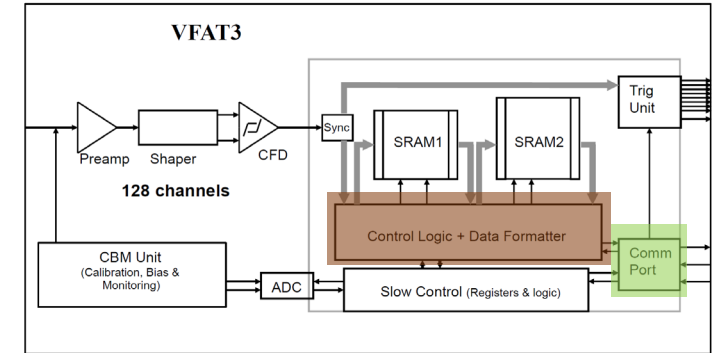 VFAT3
Trig
Unit
Sync
SRAM1
SRAM2
Preamp
Shaper
CFD
128 channels
Control Logic + Data Formatter
CBM Unit
(Calibration, Bias &
Monitoring)
ADC
Slow Control (Registers & logic)
Comm
Port